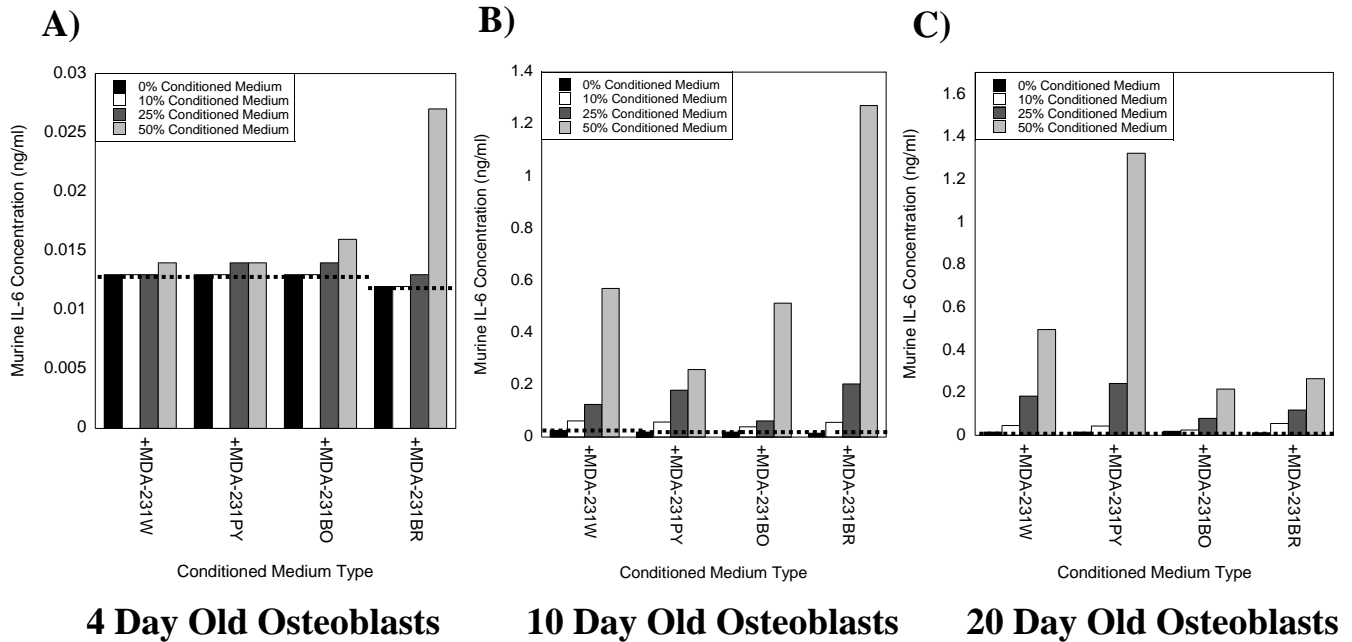 A)
0.03
0.025
0.02
0.015
0.01
0.005
0
Murine IL-6 Concentration (ng/ml)
0% Conditioned Medium
10% Conditioned Medium
25% Conditioned Medium
50% Conditioned Medium
+MDA-231W
+MDA-231PY
+MDA-231BO
+MDA-231BR
Conditioned Medium Type
4 Day Old Osteoblasts
B)
1.4
1.2
1
0.8
0.6
0.4
0.2
0
Murine IL-6 Concentration (ng/ml)
0% Conditioned Medium
10% Conditioned Medium
25% Conditioned Medium
50% Conditioned Medium
+MDA-231W
+MDA-231PY
+MDA-231BO
+MDA-231BR
Conditioned Medium Type
10 Day Old Osteoblasts
C)
1.6
1.4
1.2
1
0.8
0.6
0.4
0.2
0
Murine IL-6 Concentration (ng/ml)
0% Conditioned Medium
10% Conditioned Medium
25% Conditioned Medium
50% Conditioned Medium
+MDA-231W
+MDA-231PY
+MDA-231BO
+MDA-231BR
Conditioned Medium Type
20 Day Old Osteoblasts